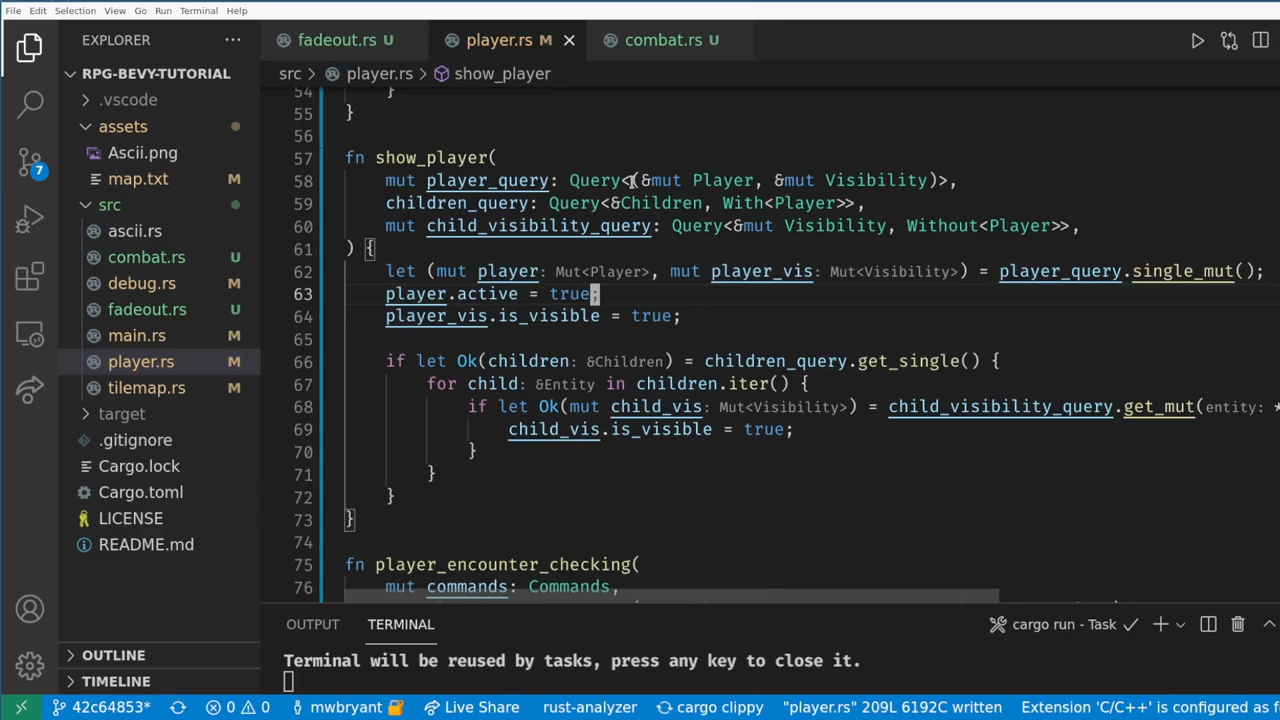 File Edit Selection View Go Run Terminal Help
EXPLORER
RPG-BEVY-TUTORIAL
.vscode
assets
Ascii.png
map.txt M
src
ascii.rs
combat.rs U
debug.rs M
fadeout.rs U
main.rs M
player.rs M
tilemap.rs M
target
.gitignore
Cargo.lock
Cargo.toml
LICENSE
README.md
OUTLINE
TIMELINE
7
fadeout.rs U
player.rs M
combat.rs U
src > player.rs > show_player
54 }
55 }
56
57 fn show_player(
58 mut player_query: Query<(&mut Player, &mut Visibility)>,
59 children_query: Query<&Children, With<Player>>,
60 mut child_visibility_query: Query<&mut Visibility, Without<Player>>,
61 ) {
62 let (mut player: Mut<Player>, mut player_vis: Mut<Visibility>) = player_query.single_mut();
63 player.active = true;
64 player_vis.is_visible = true;
65
66 if let Ok(children: &Children) = children_query.get_single() {
67 for child: &Entity in children.iter() {
68 if let Ok(mut child_vis: Mut<Visibility>) = child_visibility_query.get_mut(entity: *
69 child_vis.is_visible = true;
70 }
71 }
72 }
73 }
74
75 fn player_encounter_checking(
76 mut commands: Commands,
OUTPUT TERMINAL
cargo run - Task
Terminal will be reused by tasks, press any key to close it.
42c64853* 0 0 mwbryant Live Share rust-analyzer cargo clippy "player.rs" 209L 6192C written Extension 'C/C++' is configured as f